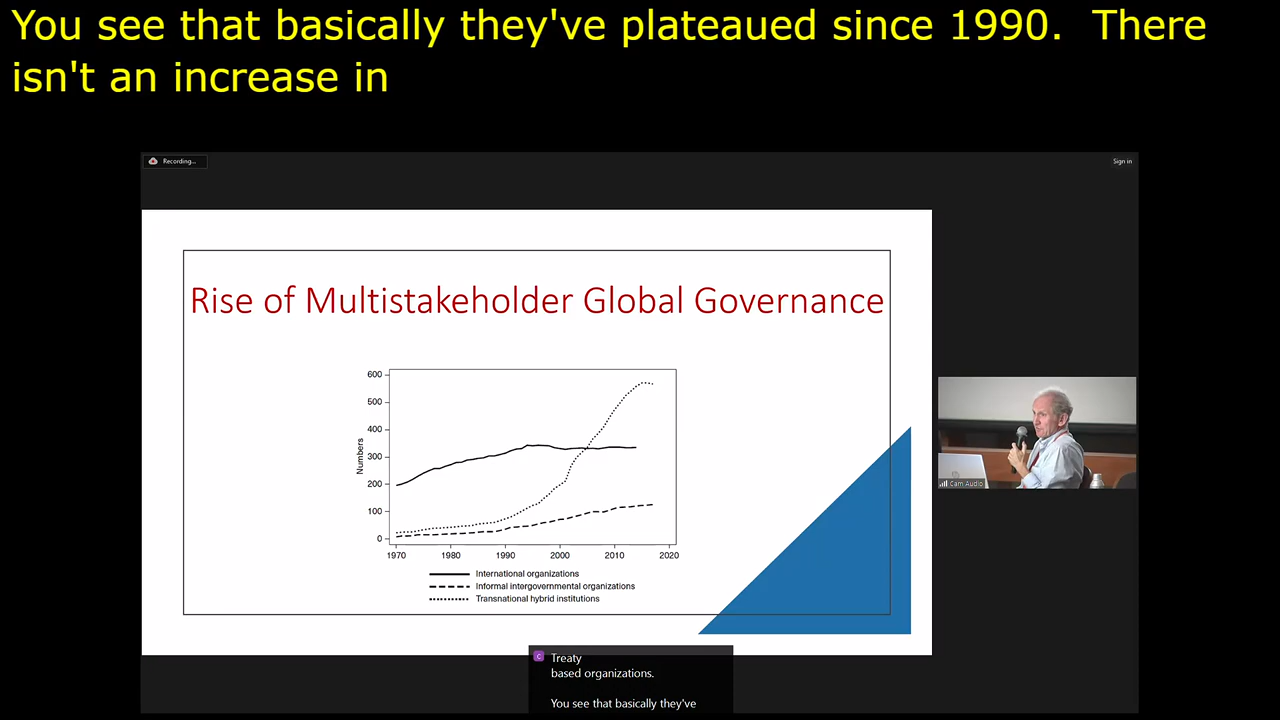 You see that basically they've plateaued since 1990.  There
isn't an increase in
Recording...
Sign in
Rise of Multistakeholder Global Governance
600
500
400
300
200
100
0
Numbers
1970 1980 1990 2000 2010 2020
International organizations
Informal intergovernmental organizations
Transnational hybrid institutions
Cam Audio
C
Treaty
based organizations.
You see that basically they've